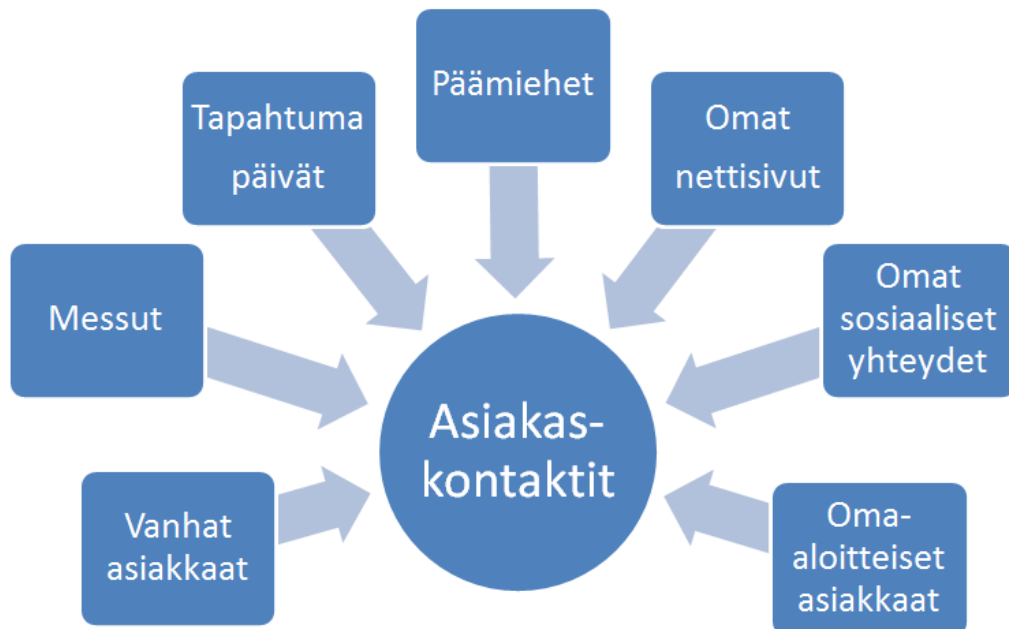 Päämiehet
Tapahtuma
päivät
Omat
nettisivut
Messut
Omat
sosiaaliset
yhteydet
Asiakas-
kontaktit
Vanhat
asiakkaat
Oma-
aloitteiset
asiakkaat